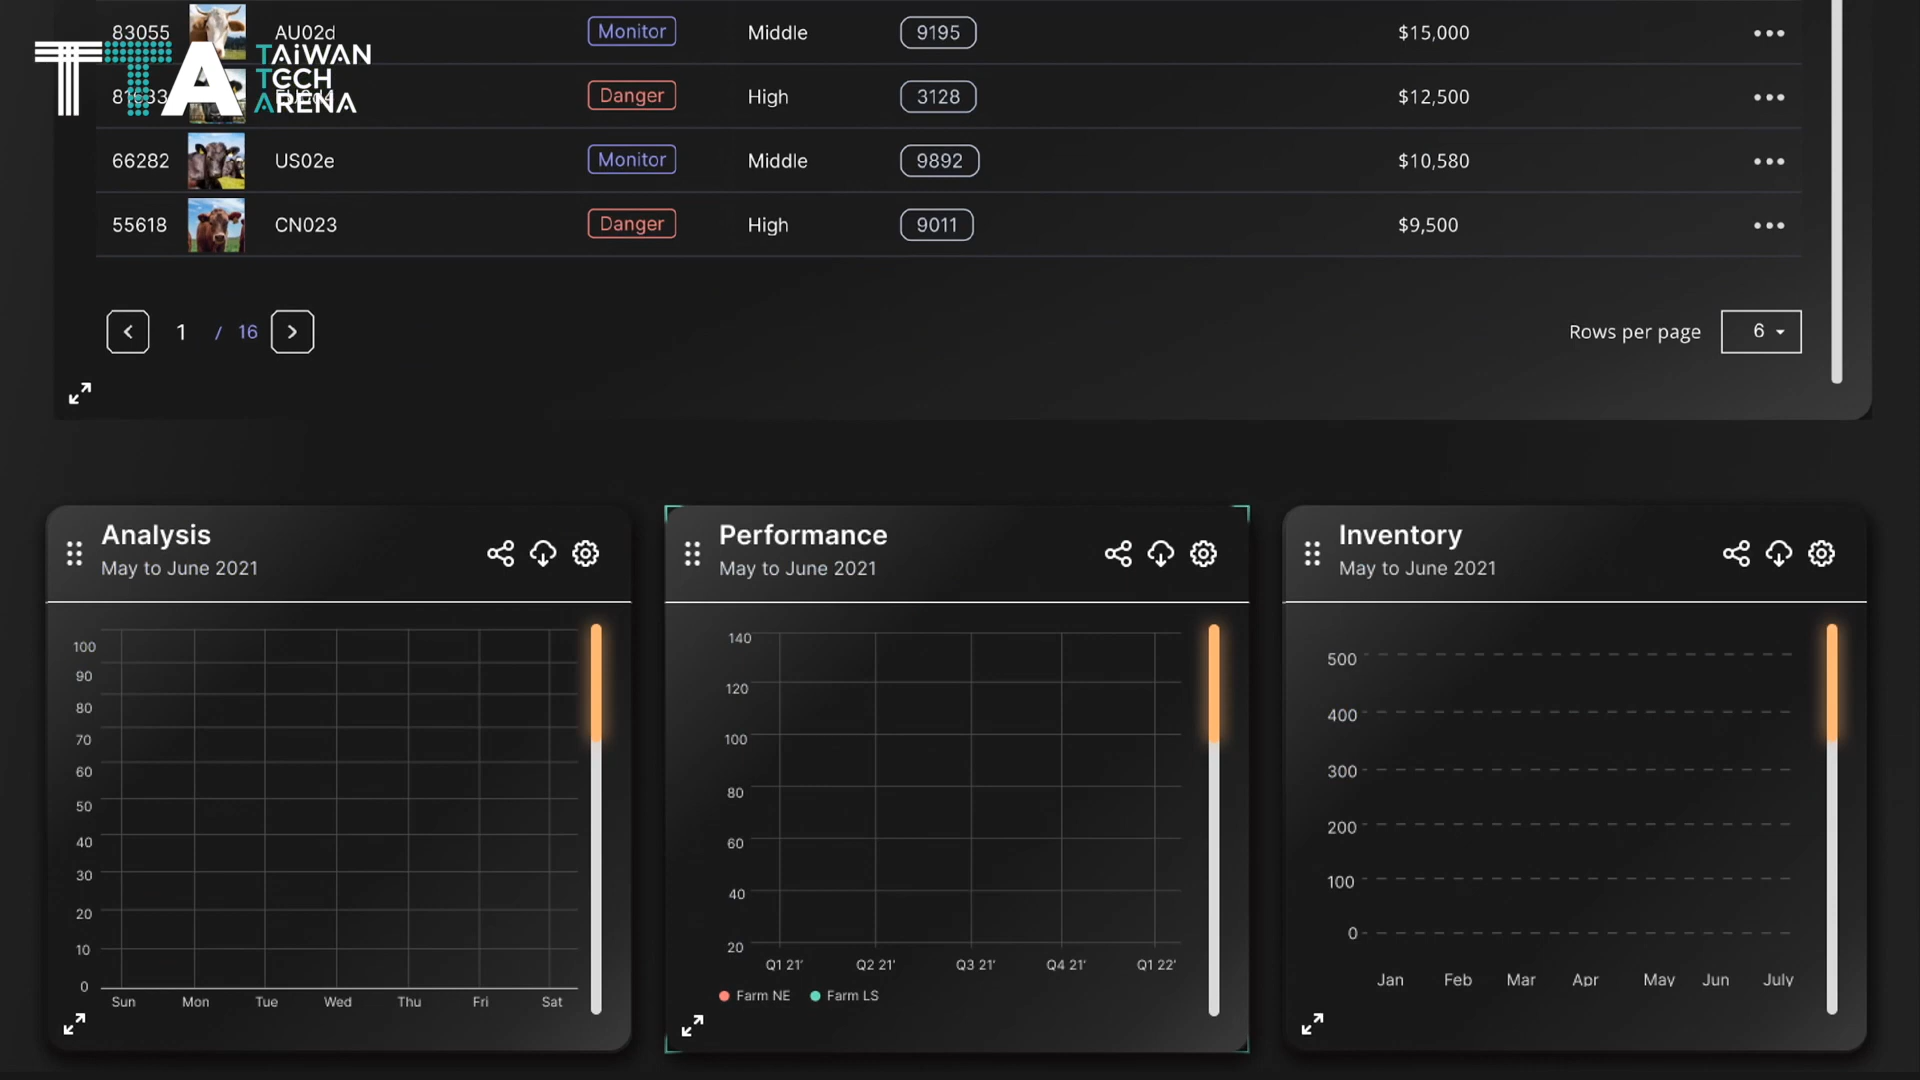 83055 AU02d Monitor Middle 9195 $15,000
TTA TAIWAN TECH ARENA
Danger High 3128 $12,500
66282 US02e Monitor Middle 9892 $10,580
55618 CN023 Danger High 9011 $9,500
1 / 16
Rows per page 6
Analysis
May to June 2021
100
90
80
70
60
50
40
30
20
10
0
Sun Mon Tue Wed Thu Fri Sat
Performance
May to June 2021
140
120
100
80
60
40
20
Q1 21' Q2 21' Q3 21' Q4 21' Q1 22'
Farm NE Farm LS
Inventory
May to June 2021
500
400
300
200
100
0
Jan Feb Mar Apr May Jun July